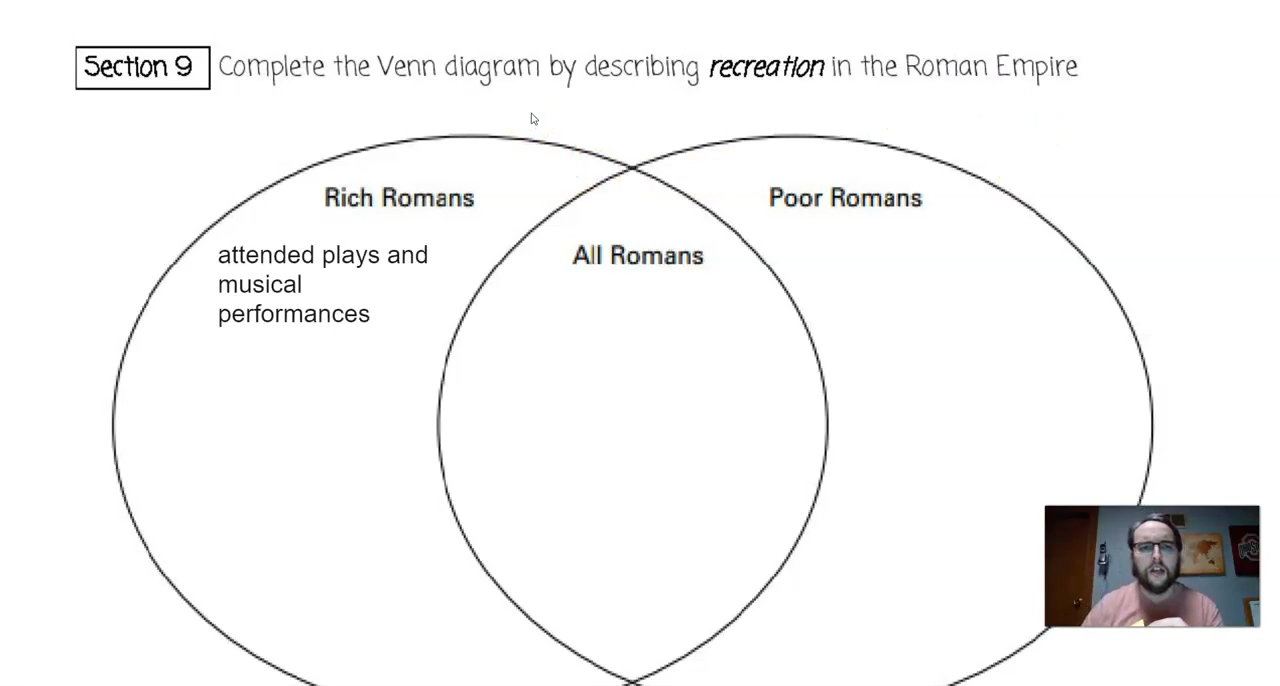 Section 9 Complete the Venn diagram by describing recreation in the Roman Empire
Rich Romans
Poor Romans
All Romans
attended plays and
musical
performances